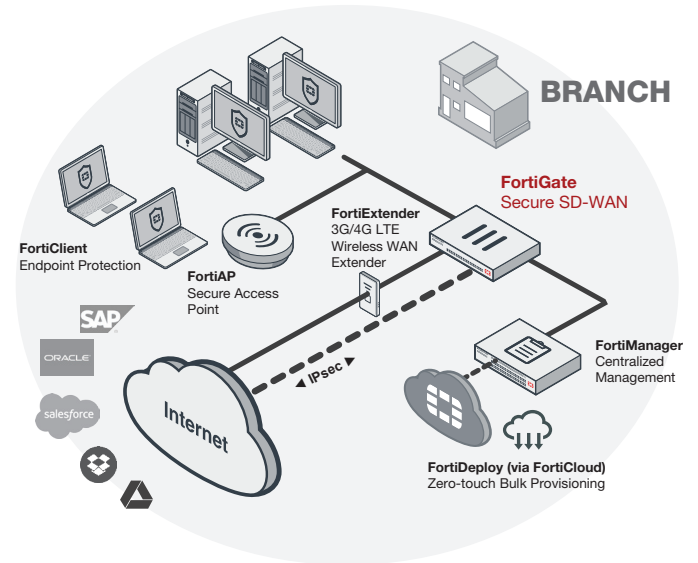 BRANCH
FortiGate
Secure SD-WAN
FortiExtender
3G/4G LTE
Wireless WAN
Extender
FortiClient
Endpoint Protection
FortiAP
Secure Access
Point
SAP
ORACLE
salesforce
Internet
◄ IPsec ►
FortiManager
Centralized
Management
FortiDeploy (via FortiCloud)
Zero-touch Bulk Provisioning